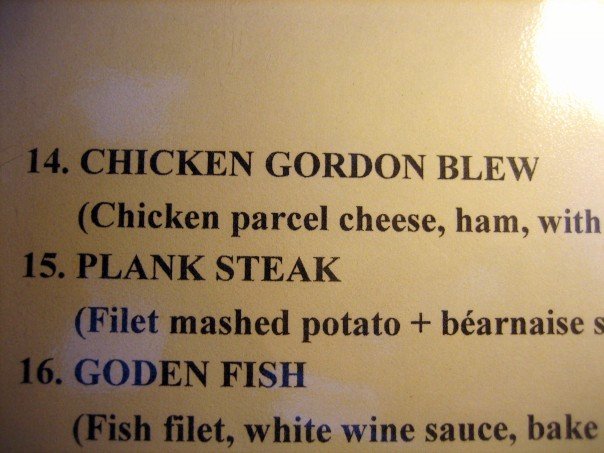 14. CHICKEN GORDON BLEW
(Chicken parcel cheese, ham, with
15. PLANK STEAK
(Filet mashed potato + béarnaise s
16. GODEN FISH
(Fish filet, white wine sauce, bake